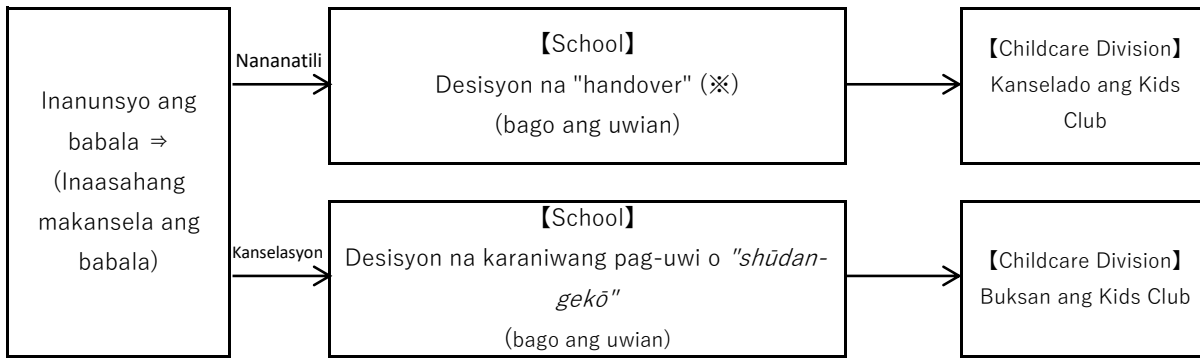 Inanunsyo ang
babala ⇒
(Inaasahang
makansela ang
babala)
Nananatili
【School】
Desisyon na "handover" (※)
(bago ang uwian)
【Childcare Division】
Kanselado ang Kids
Club
Kanselasyon
【School】
Desisyon na karaniwang pag-uwi o "shūdan-
gekō"
(bago ang uwian)
【Childcare Division】
Buksan ang Kids Club